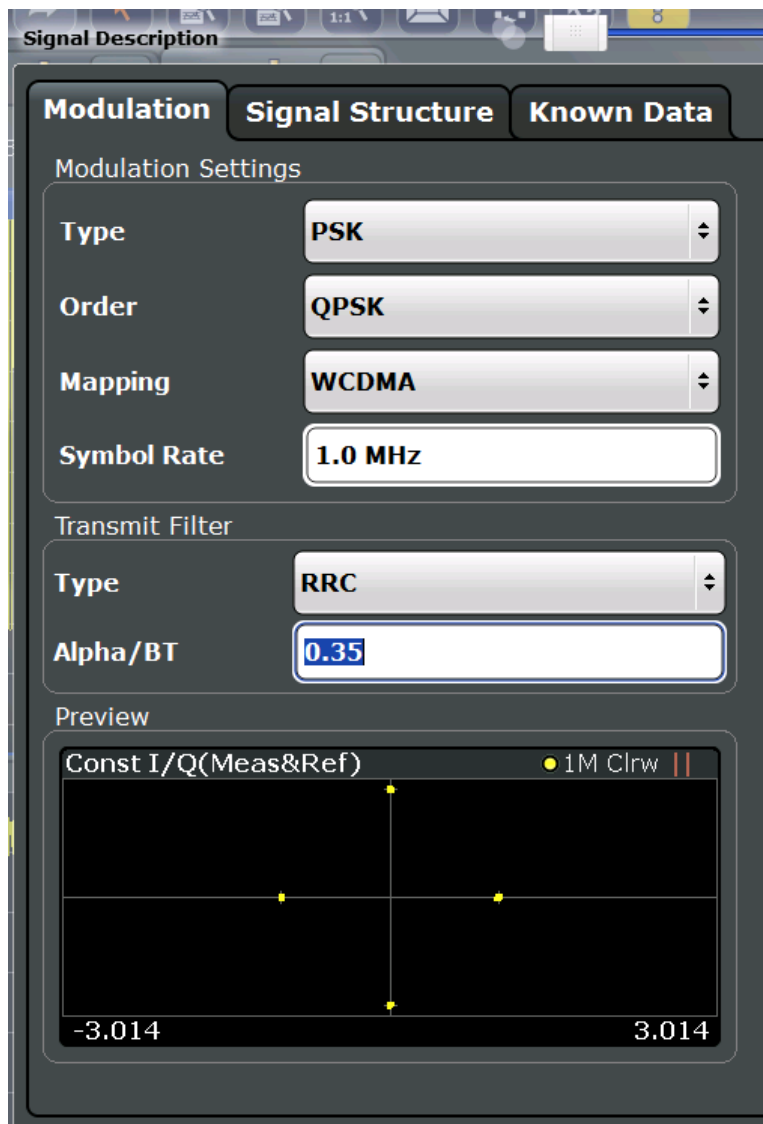 1:1
Signal Description
Modulation Signal Structure Known Data
Modulation Settings
Type PSK
Order QPSK
Mapping WCDMA
Symbol Rate 1.0 MHz
Transmit Filter
Type RRC
Alpha/BT 0.35
Preview
Const I/Q(Meas&Ref) 1M Clrw
-3.014 3.014